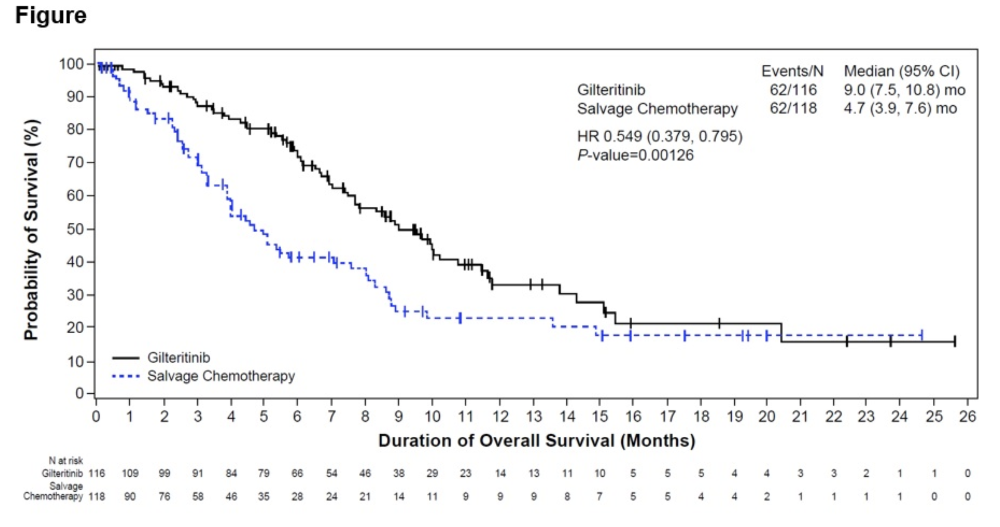 Figure
Events/N Median (95% CI)
Gilteritinib 62/116 9.0 (7.5, 10.8) mo
Salvage Chemotherapy 62/118 4.7 (3.9, 7.6) mo
HR 0.549 (0.379, 0.795)
P-value=0.00126
Probability of Survival (%)
100
90
80
70
60
50
40
30
20
10
0
Gilteritinib
Salvage Chemotherapy
0 1 2 3 4 5 6 7 8 9 10 11 12 13 14 15 16 17 18 19 20 21 22 23 24 25 26
Duration of Overall Survival (Months)
N at risk
Gilteritinib 116 109 99 91 84 79 66 54 46 38 29 23 14 13 11 10 5 5 5 4 4 3 3 2 1 1 0
Salvage
Chemotherapy 118 90 76 58 46 35 28 24 21 14 11 9 9 9 8 7 5 5 4 4 2 1 1 1 1 0 0